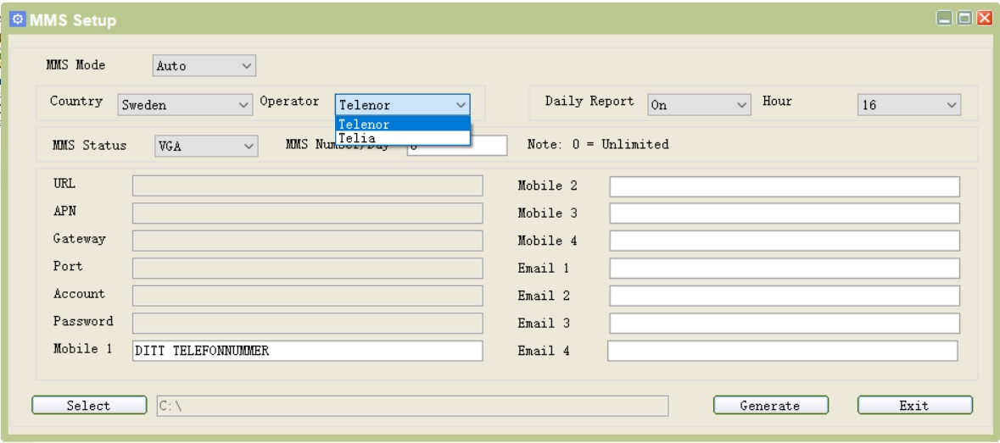 MMS Setup
MMS Mode Auto
Country Sweden Operator Telenor Daily Report On Hour 16
Telenor
Telia
MMS Status VGA MMS Number/Day Note: 0 = Unlimited
URL Mobile 2
APN Mobile 3
Gateway Mobile 4
Port Email 1
Account Email 2
Password Email 3
Mobile 1 DITT TELEFONNUMMER Email 4
Select C:\ Generate Exit